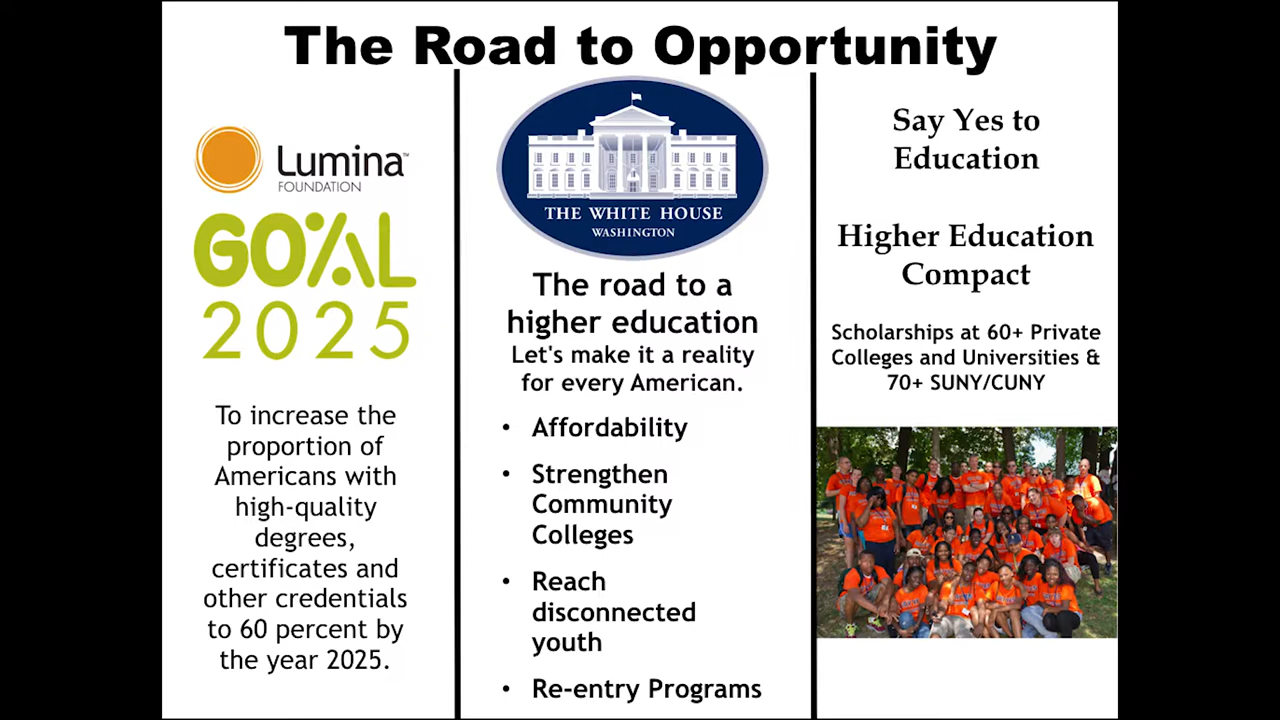 The Road to Opportunity
Lumina™
FOUNDATION
GOAL
2025
To increase the
proportion of
Americans with
high-quality
degrees,
certificates and
other credentials
to 60 percent by
the year 2025.
THE WHITE HOUSE
WASHINGTON
The road to a
higher education
Let's make it a reality
for every American.
• Affordability
• Strengthen
Community
Colleges
• Reach
disconnected
youth
• Re-entry Programs
Say Yes to
Education
Higher Education
Compact
Scholarships at 60+ Private
Colleges and Universities &
70+ SUNY/CUNY